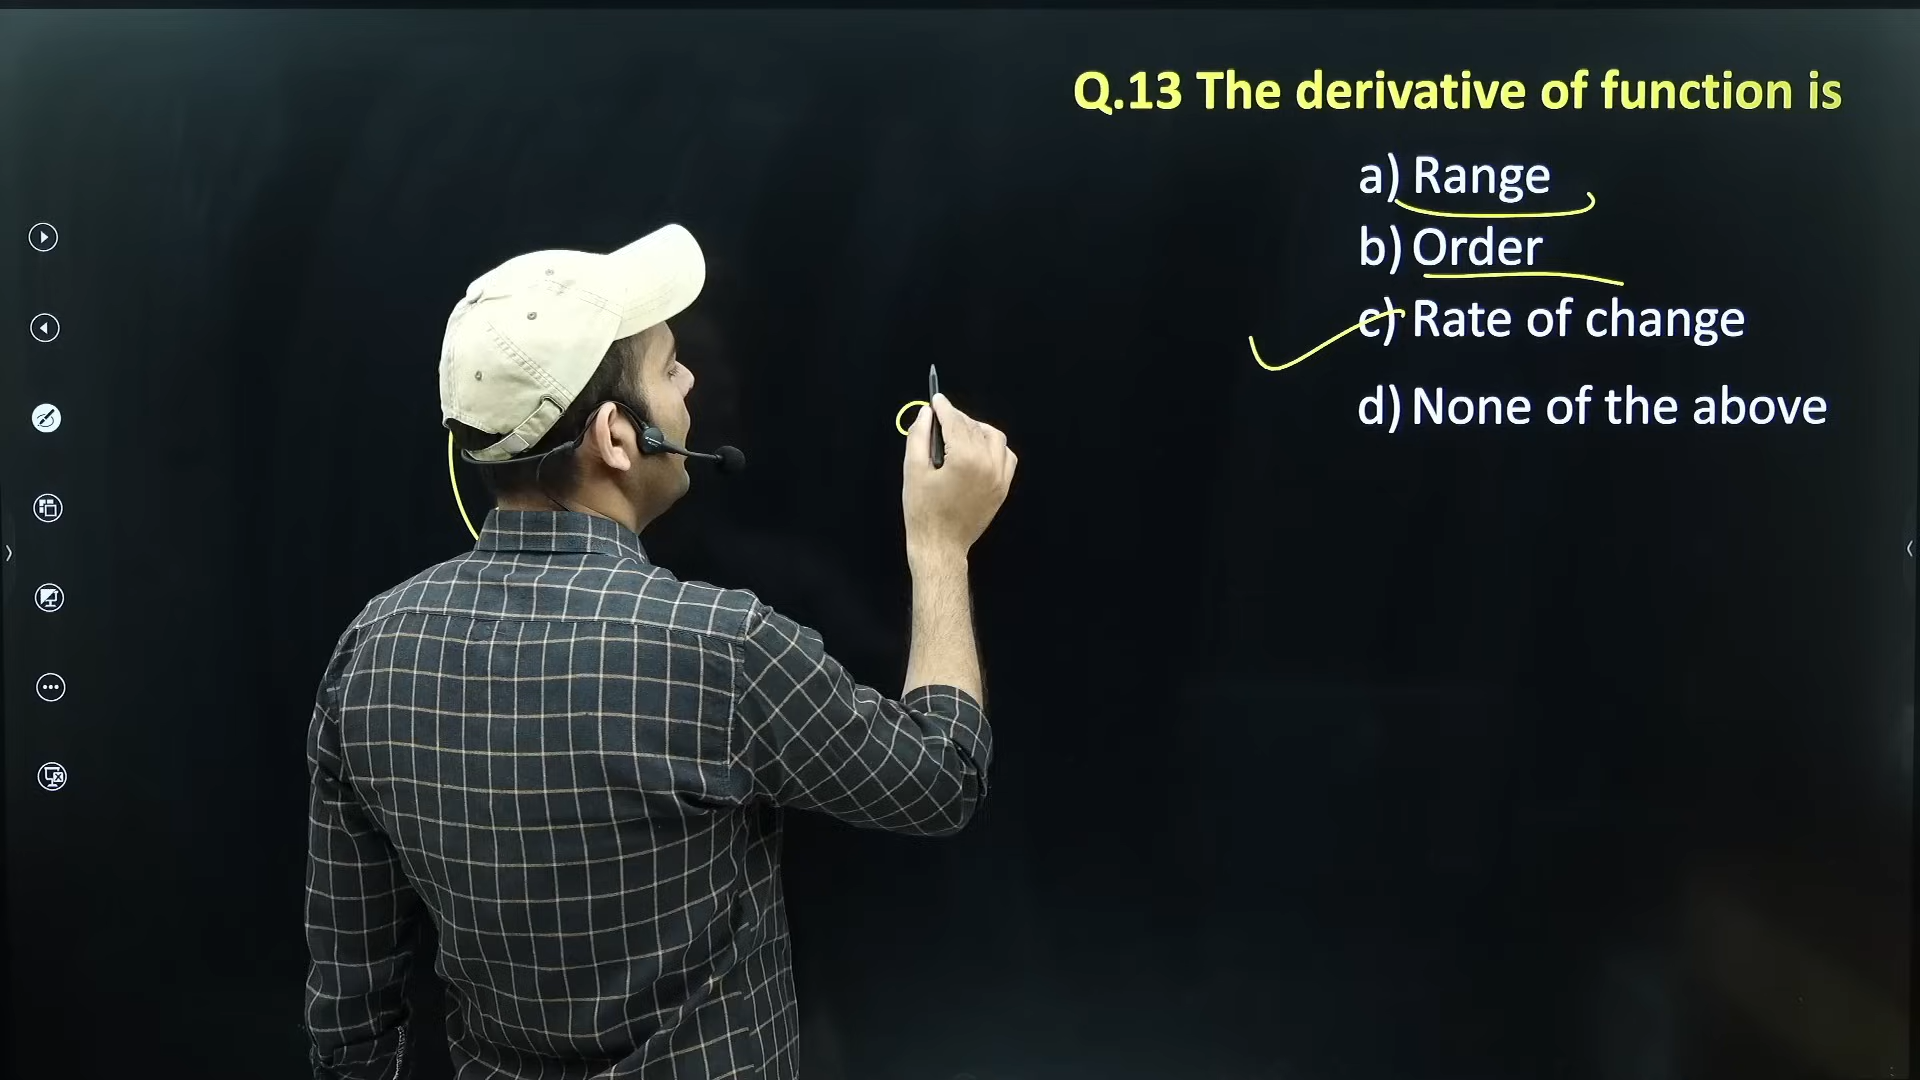 Q.13 The derivative of function is
a) Range
b) Order
c) Rate of change
d) None of the above